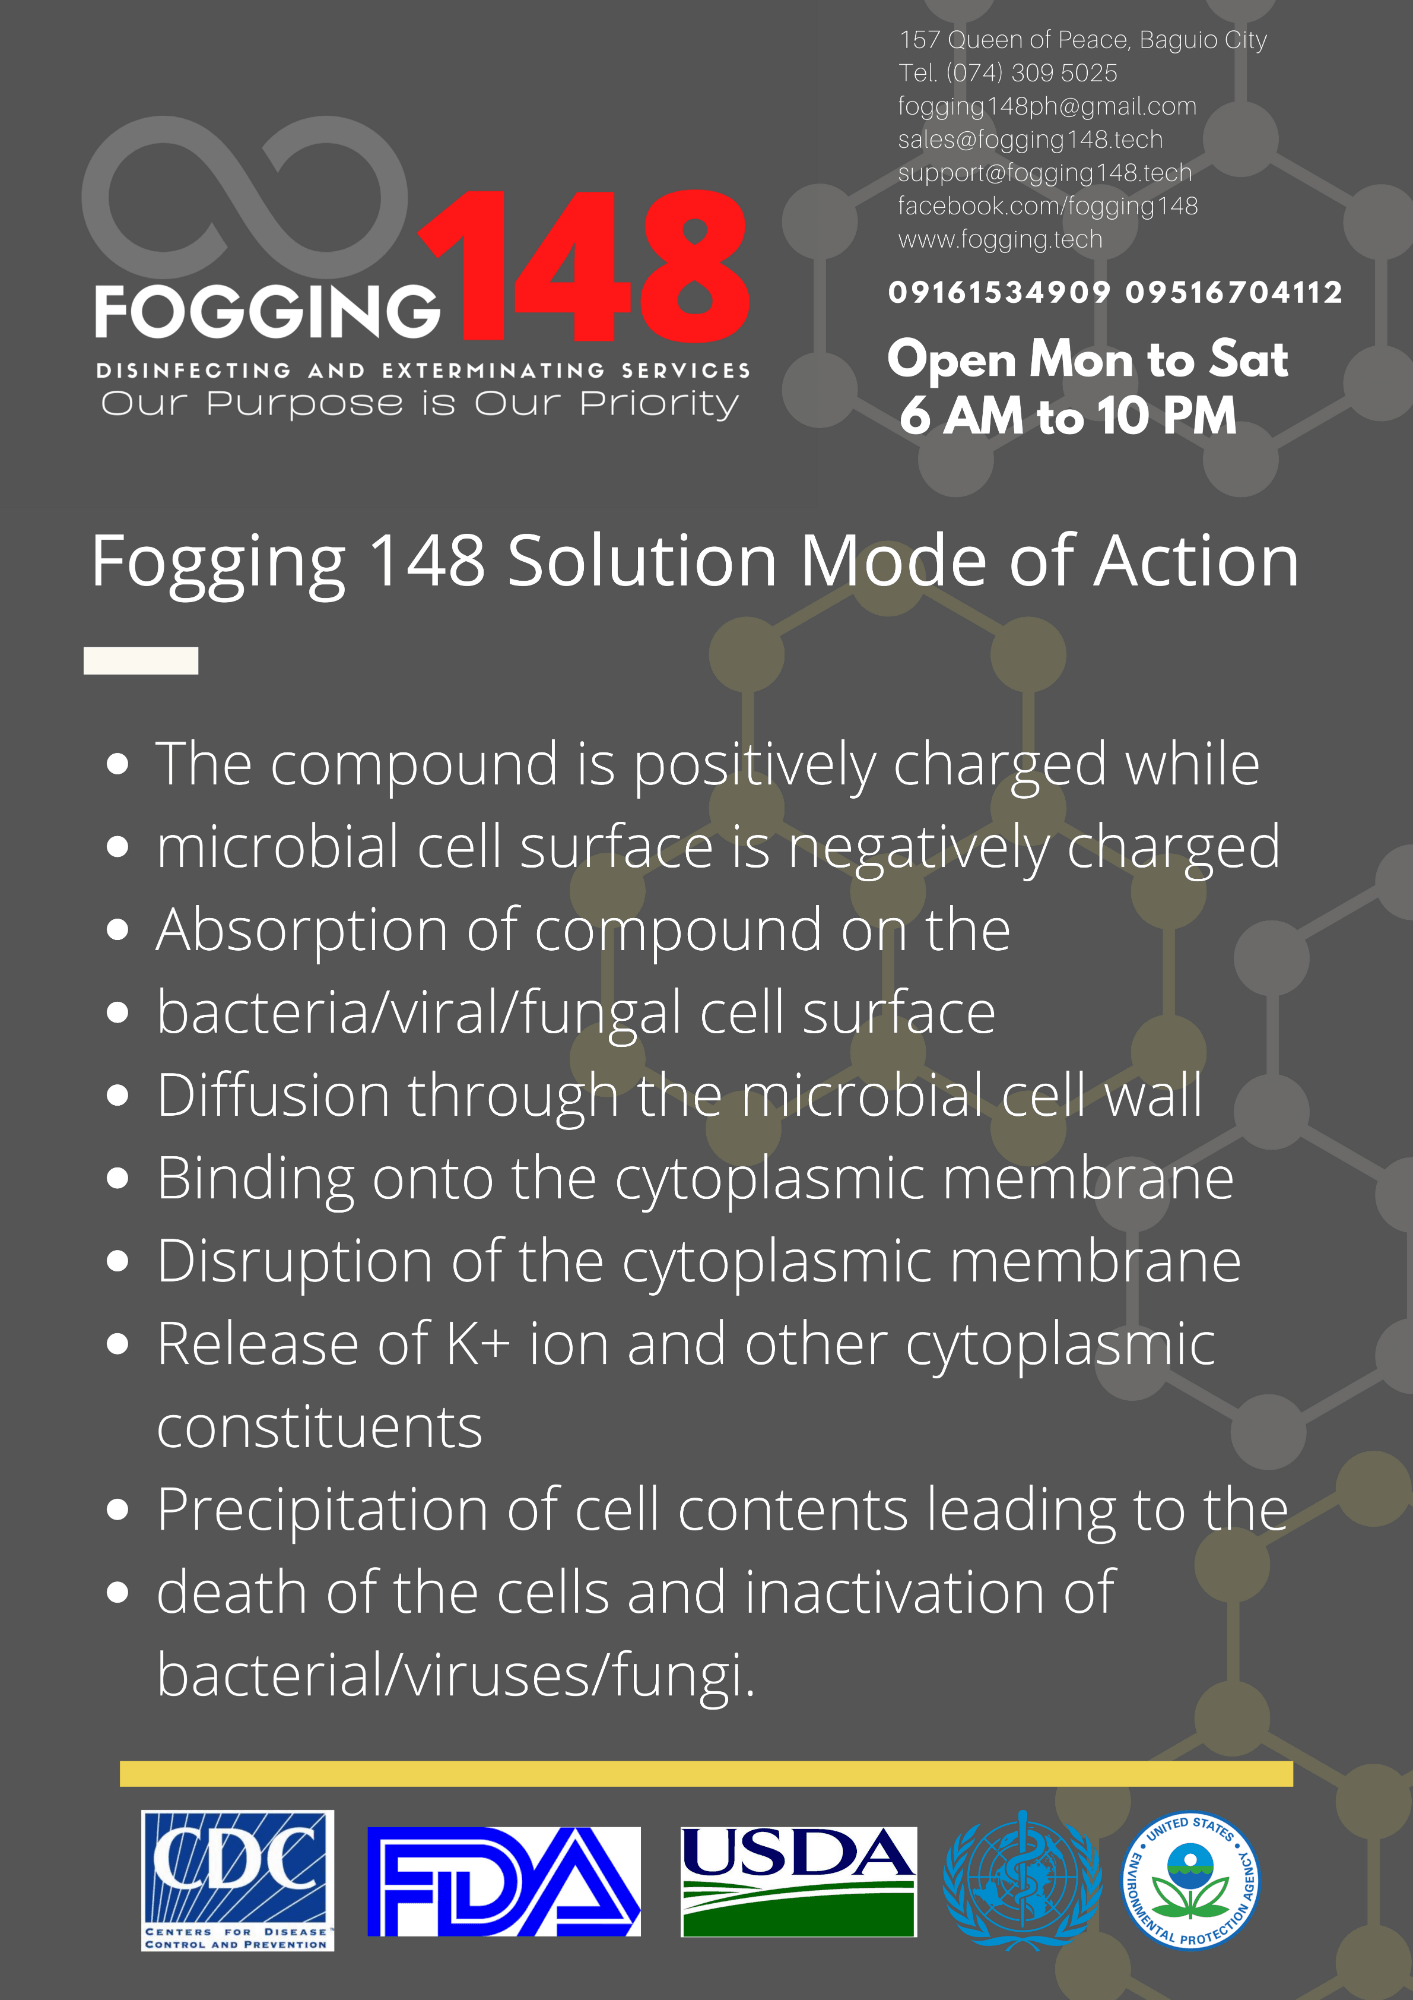 157 Queen of Peace, Baguio City
Tel. (074) 309 5025
fogging148ph@gmail.com
sales@fogging148.tech
support@fogging148.tech
facebook.com/fogging148
www.fogging.tech
09161534909 09516704112
Open Mon to Sat
6 AM to 10 PM
FOGGING148
DISINFECTING AND EXTERMINATING SERVICES
Our Purpose is Our Priority
Fogging 148 Solution Mode of Action
• The compound is positively charged while
• microbial cell surface is negatively charged
• Absorption of compound on the
• bacteria/viral/fungal cell surface
• Diffusion through the microbial cell wall
• Binding onto the cytoplasmic membrane
• Disruption of the cytoplasmic membrane
• Release of K+ ion and other cytoplasmic
constituents
• Precipitation of cell contents leading to the
• death of the cells and inactivation of
bacterial/viruses/fungi.
CDC
CENTERS FOR DISEASE™
CONTROL AND PREVENTION
FDA
USDA
UNITED STATES
ENVIRONMENTAL PROTECTION AGENCY